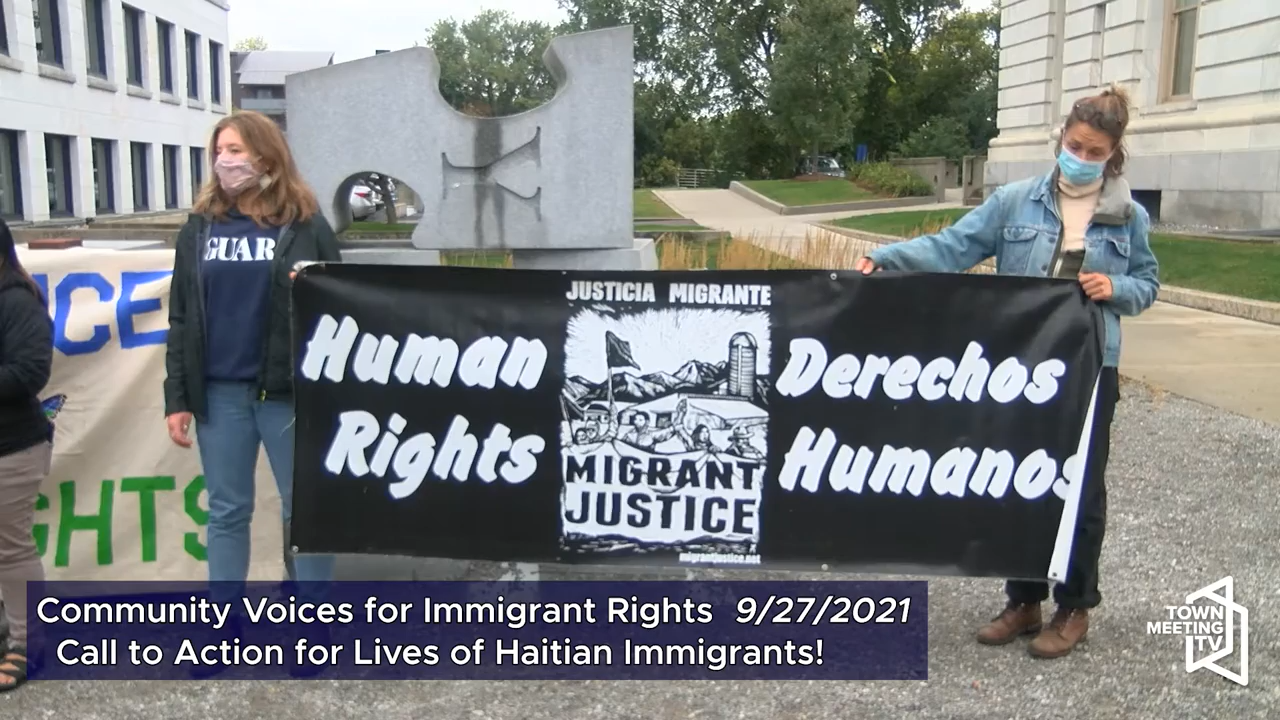 ICE
GHTS
GUAR
JUSTICIA MIGRANTE
Human
Rights
MIGRANT
JUSTICE
Derechos
Humanos
migrantjustice.net
Community Voices for Immigrant Rights 9/27/2021
Call to Action for Lives of Haitian Immigrants!
TOWN
MEETING
TV